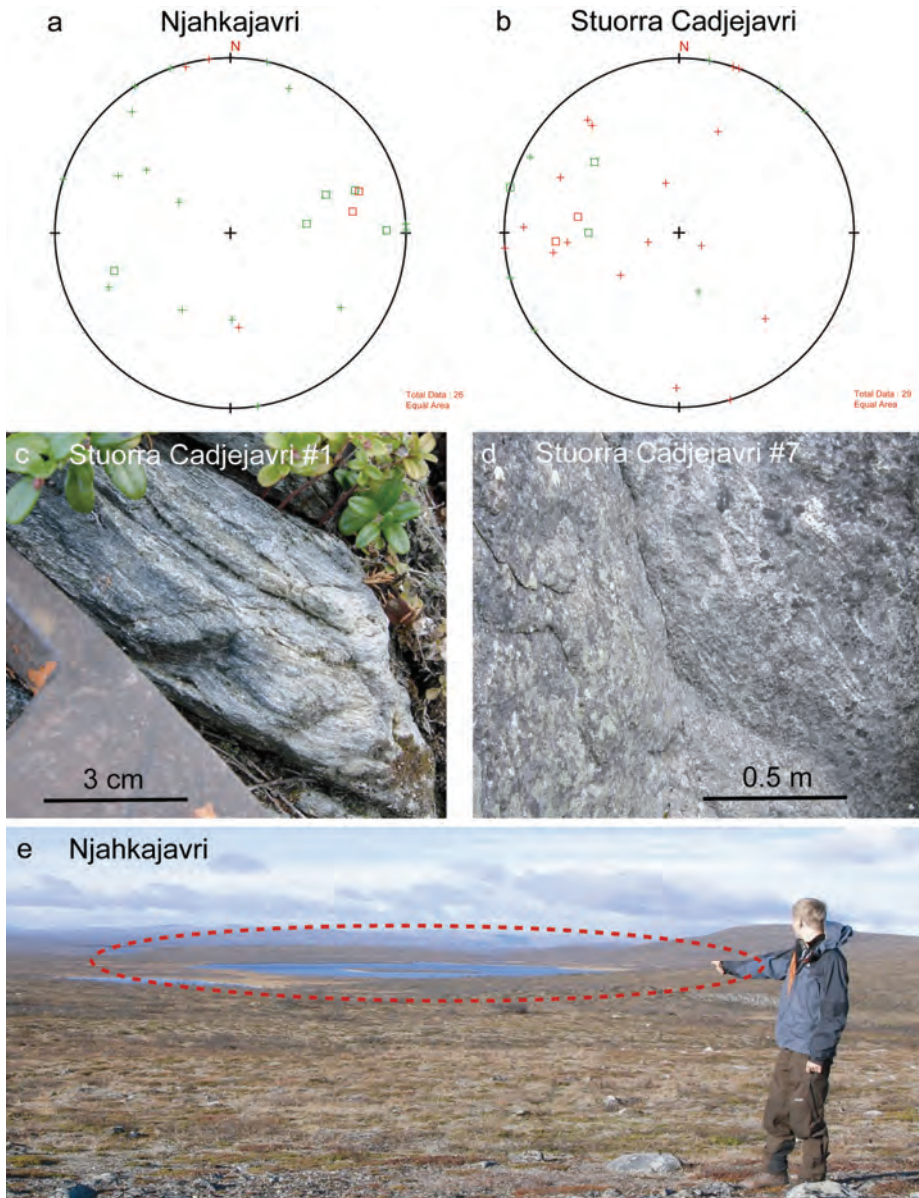 a Njahkajavri
b Stuorra Cadjejavri
N
N
Total Data : 26
Equal Area
Total Data : 29
Equal Area
c Stuorra Cadjejavri #1
3 cm
d Stuorra Cadjejavri #7
0.5 m
e Njahkajavri